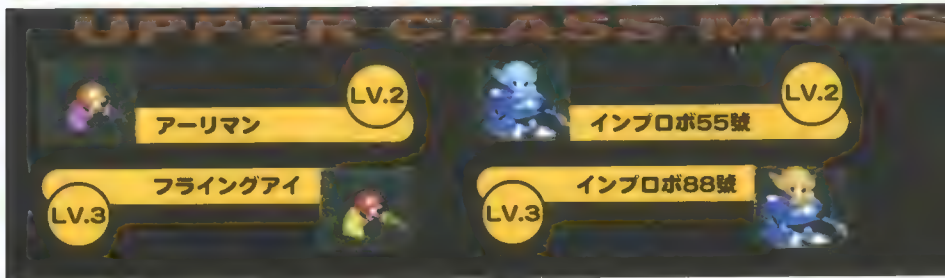 UPPER CLASS MONS
アーリマン
LV.2
フライングアイ
LV.3
インプロボ55號
LV.2
インプロボ88號
LV.3